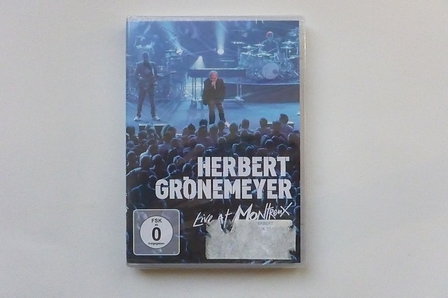 HERBERT
GRÖNEMEYER
Live at Montreux
FSK
0